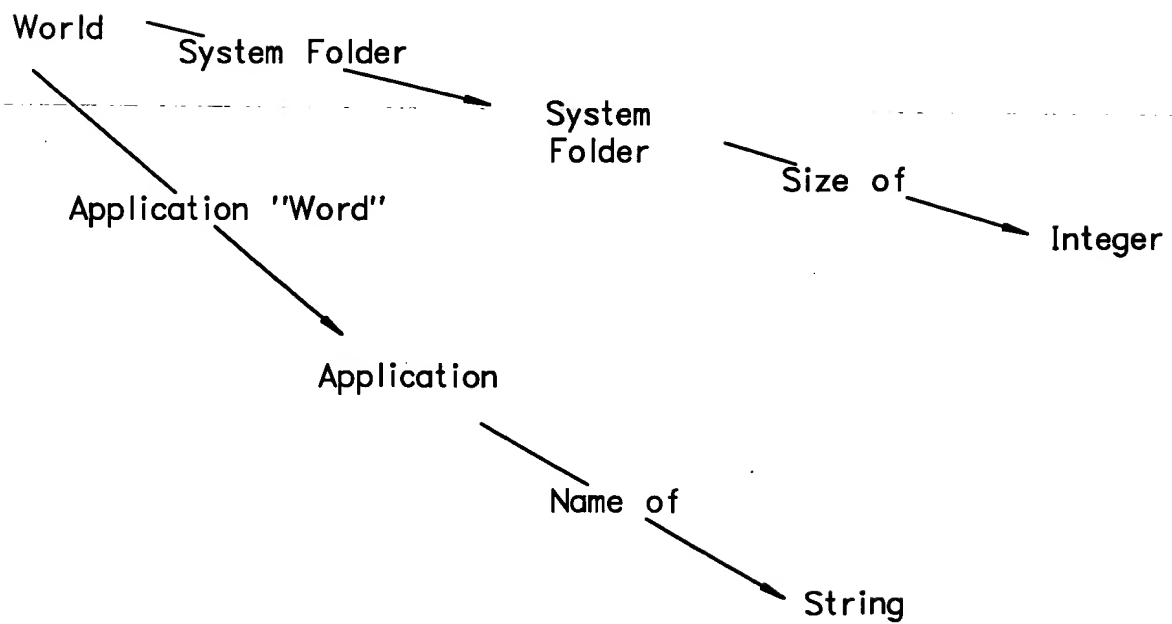 World
System Folder
System
Folder
Size of
Application "Word"
Integer
Application
Name of
String